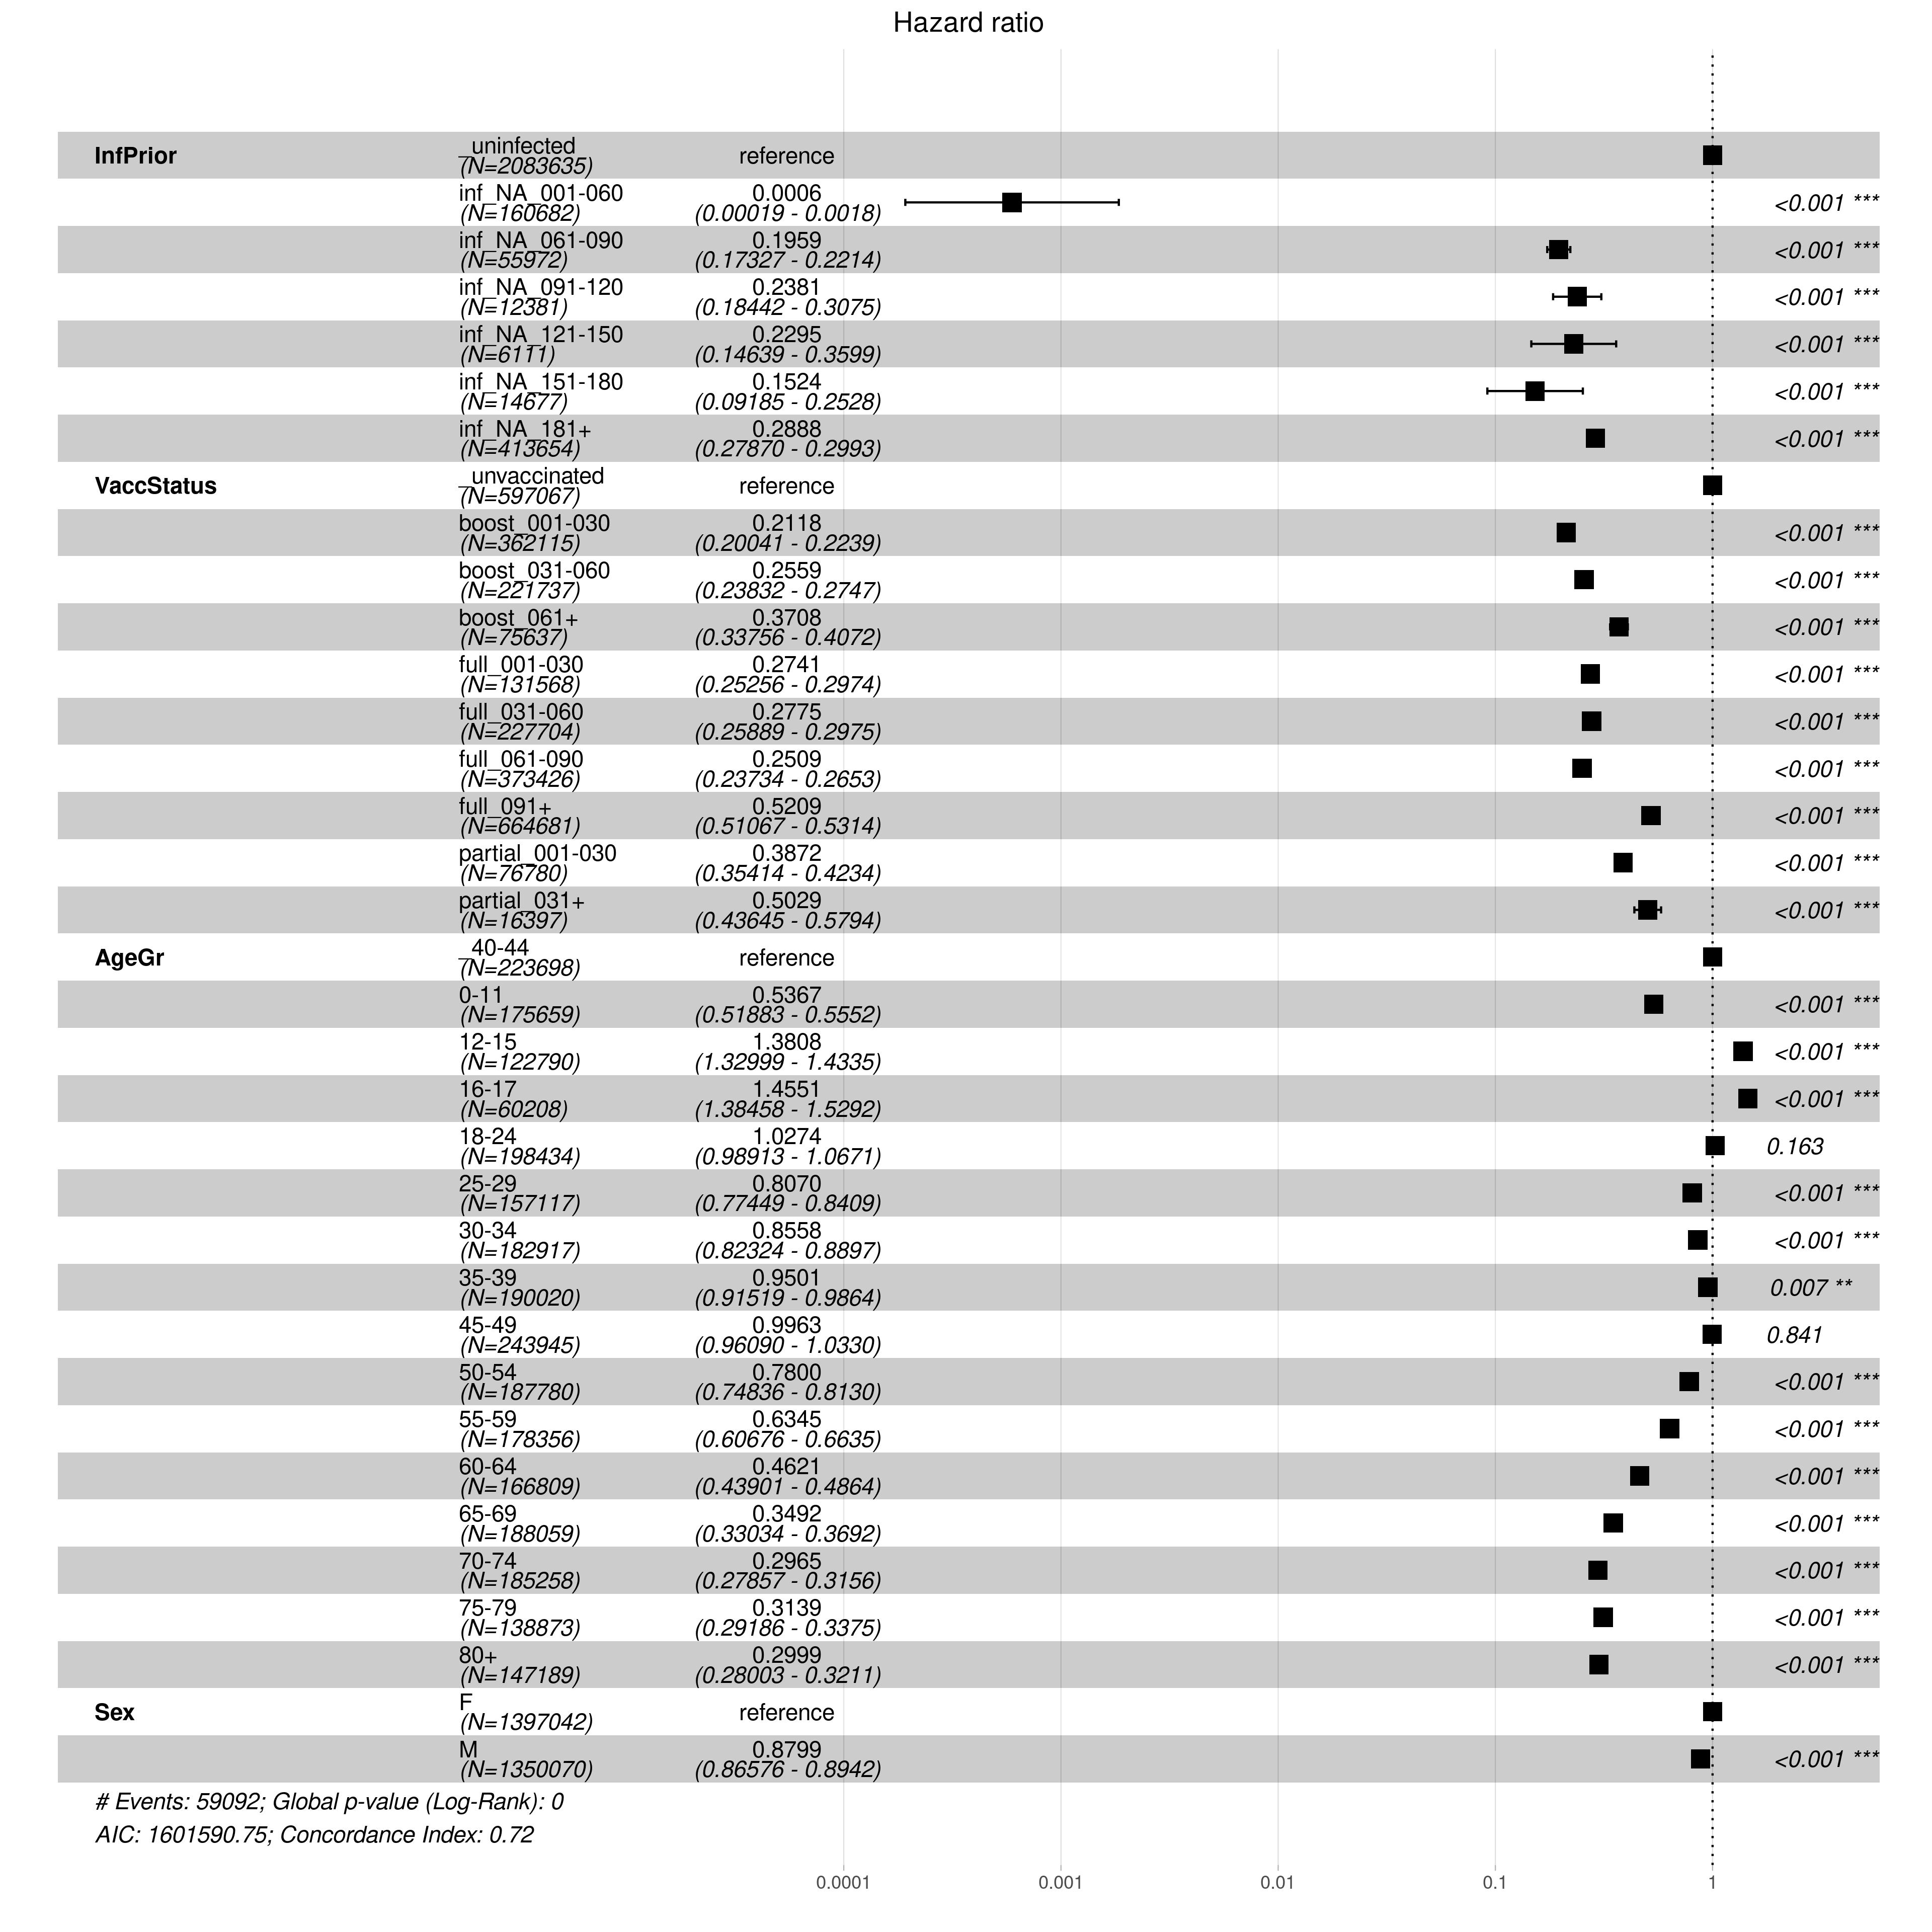 Hazard ratio
InfPrior _uninfected (N=2083635) reference
inf_NA_001-060 (N=160682) 0.0006 (0.00019 - 0.0018) <0.001 ***
inf_NA_061-090 (N=55972) 0.1959 (0.17327 - 0.2214) <0.001 ***
inf_NA_091-120 (N=12381) 0.2381 (0.18442 - 0.3075) <0.001 ***
inf_NA_121-150 (N=6111) 0.2295 (0.14639 - 0.3599) <0.001 ***
inf_NA_151-180 (N=14677) 0.1524 (0.09185 - 0.2528) <0.001 ***
inf_NA_181+ (N=413654) 0.2888 (0.27870 - 0.2993) <0.001 ***
VaccStatus _unvaccinated (N=597067) reference
boost_001-030 (N=362115) 0.2118 (0.20041 - 0.2239) <0.001 ***
boost_031-060 (N=221737) 0.2559 (0.23832 - 0.2747) <0.001 ***
boost_061+ (N=75637) 0.3708 (0.33756 - 0.4072) <0.001 ***
full_001-030 (N=131568) 0.2741 (0.25256 - 0.2974) <0.001 ***
full_031-060 (N=227704) 0.2775 (0.25889 - 0.2975) <0.001 ***
full_061-090 (N=373426) 0.2509 (0.23734 - 0.2653) <0.001 ***
full_091+ (N=664681) 0.5209 (0.51067 - 0.5314) <0.001 ***
partial_001-030 (N=76780) 0.3872 (0.35414 - 0.4234) <0.001 ***
partial_031+ (N=16397) 0.5029 (0.43645 - 0.5794) <0.001 ***
AgeGr _40-44 (N=223698) reference
0-11 (N=175659) 0.5367 (0.51883 - 0.5552) <0.001 ***
12-15 (N=122790) 1.3808 (1.32999 - 1.4335) <0.001 ***
16-17 (N=60208) 1.4551 (1.38458 - 1.5292) <0.001 ***
18-24 (N=198434) 1.0274 (0.98913 - 1.0671) 0.163
25-29 (N=157117) 0.8070 (0.77449 - 0.8409) <0.001 ***
30-34 (N=182917) 0.8558 (0.82324 - 0.8897) <0.001 ***
35-39 (N=190020) 0.9501 (0.91519 - 0.9864) 0.007 **
45-49 (N=243945) 0.9963 (0.96090 - 1.0330) 0.841
50-54 (N=187780) 0.7800 (0.74836 - 0.8130) <0.001 ***
55-59 (N=178356) 0.6345 (0.60676 - 0.6635) <0.001 ***
60-64 (N=166809) 0.4621 (0.43901 - 0.4864) <0.001 ***
65-69 (N=188059) 0.3492 (0.33034 - 0.3692) <0.001 ***
70-74 (N=185258) 0.2965 (0.27857 - 0.3156) <0.001 ***
75-79 (N=138873) 0.3139 (0.29186 - 0.3375) <0.001 ***
80+ (N=147189) 0.2999 (0.28003 - 0.3211) <0.001 ***
Sex F (N=1397042) reference
M (N=1350070) 0.8799 (0.86576 - 0.8942) <0.001 ***
# Events: 59092; Global p-value (Log-Rank): 0
AIC: 1601590.75; Concordance Index: 0.72
0.0001 0.001 0.01 0.1 1